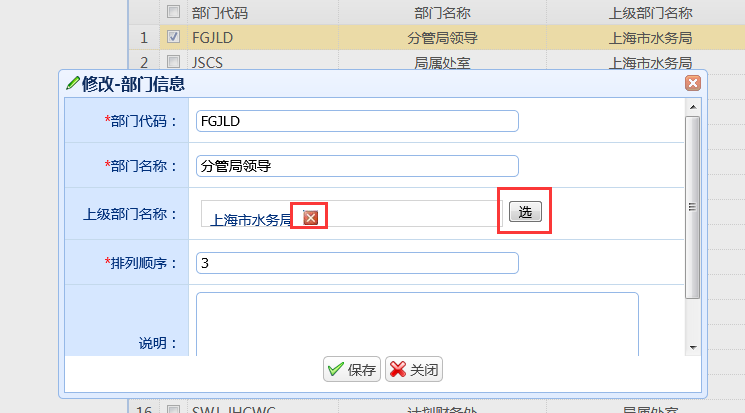 部门代码 部门名称 上级部门名称
1 FGJLD 分管局领导 上海市水务局
2 JSCS 局属处室 上海市水务局
修改-部门信息
*部门代码： FGJLD
*部门名称： 分管局领导
上级部门名称： 上海市水务局 选
*排列顺序： 3
说明：
保存 关闭
16 SWJ_JHCWC 计划财务处 局属处室